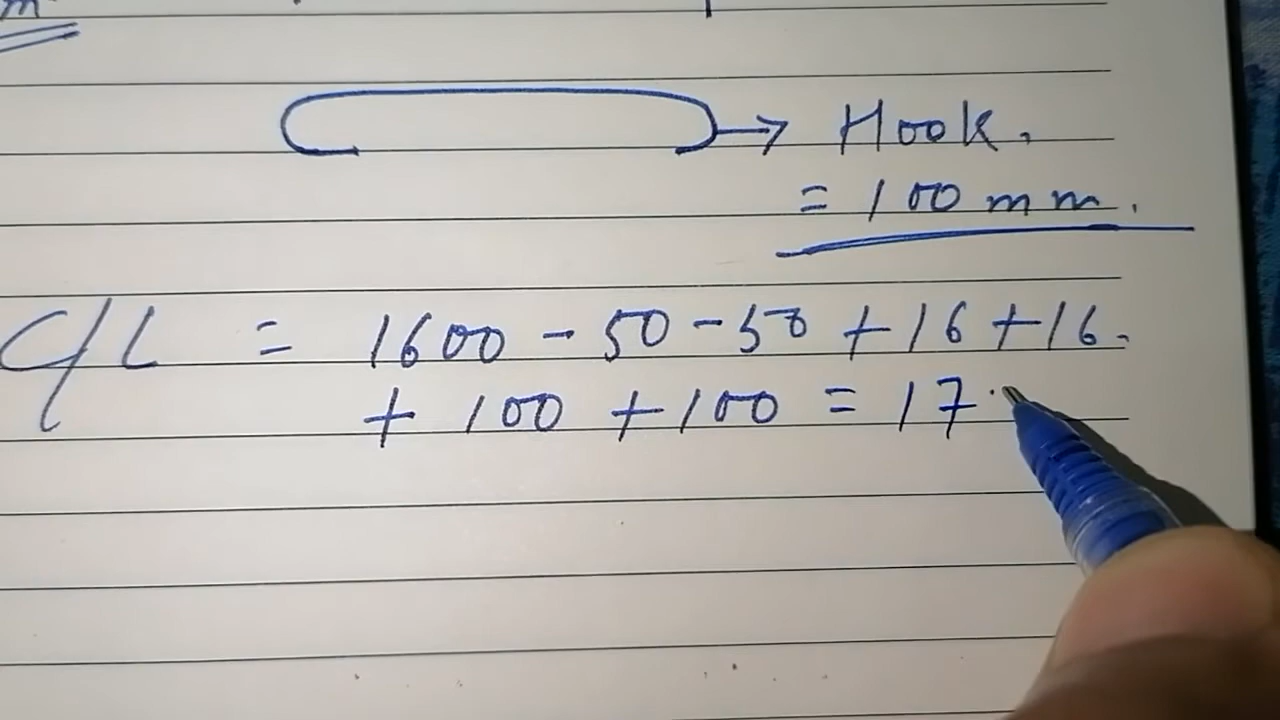 m
Hook.
= 100 mm.
C/L = 1600 - 50 - 50 + 16 + 16.
+ 100 + 100 = 17